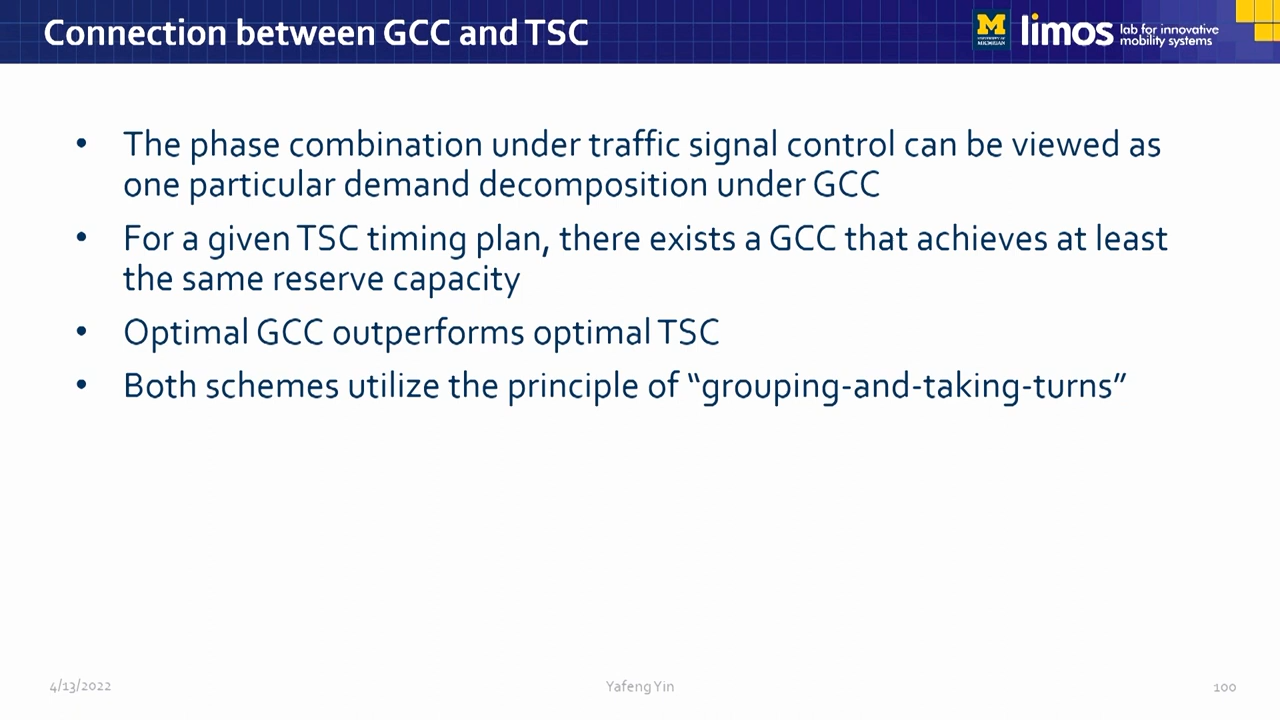 Connection between GCC and TSC
M
UNIVERSITY OF
MICHIGAN
limos
lab for innovative
mobility systems
• The phase combination under traffic signal control can be viewed as
one particular demand decomposition under GCC
• For a given TSC timing plan, there exists a GCC that achieves at least
the same reserve capacity
• Optimal GCC outperforms optimal TSC
• Both schemes utilize the principle of “grouping-and-taking-turns”
4/13/2022
Yafeng Yin
100